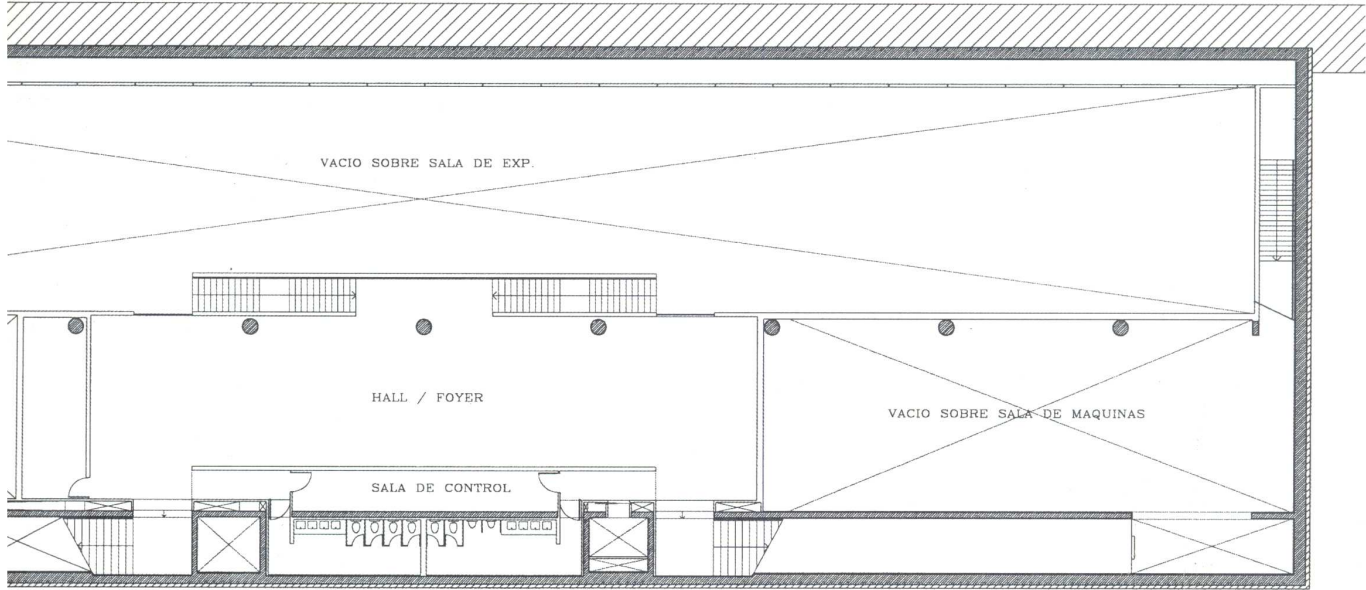 VACIO SOBRE SALA DE EXP.
HALL / FOYER
VACIO SOBRE SALA DE MAQUINAS
SALA DE CONTROL